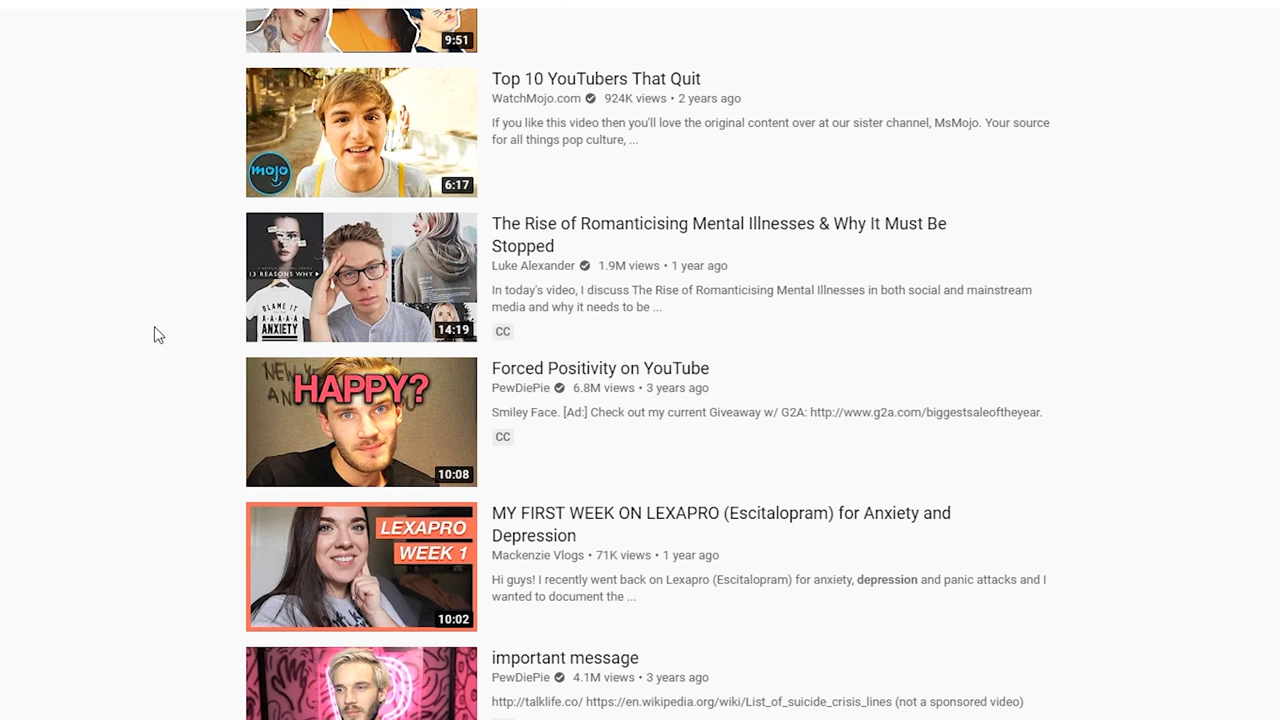 9:51
Top 10 YouTubers That Quit
WatchMojo.com 924K views • 2 years ago
If you like this video then you'll love the original content over at our sister channel, MsMojo. Your source
for all things pop culture, ...
mojo
6:17
The Rise of Romanticising Mental Illnesses & Why It Must Be
Stopped
Luke Alexander 1.9M views • 1 year ago
In today's video, I discuss The Rise of Romanticising Mental Illnesses in both social and mainstream
media and why it needs to be ...
CC
13 REASONS WHY
BLAME IT
ON THE
A-A-A-A-A
ANXIETY
14:19
Forced Positivity on YouTube
PewDiePie 6.8M views • 3 years ago
Smiley Face. [Ad:] Check out my current Giveaway w/ G2A: http://www.g2a.com/biggestsaleoftheyear.
CC
HAPPY?
10:08
MY FIRST WEEK ON LEXAPRO (Escitalopram) for Anxiety and
Depression
Mackenzie Vlogs • 71K views • 1 year ago
Hi guys! I recently went back on Lexapro (Escitalopram) for anxiety, depression and panic attacks and I
wanted to document the ...
LEXAPRO
WEEK 1
10:02
important message
PewDiePie 4.1M views • 3 years ago
http://talklife.co/ https://en.wikipedia.org/wiki/List_of_suicide_crisis_lines (not a sponsored video)